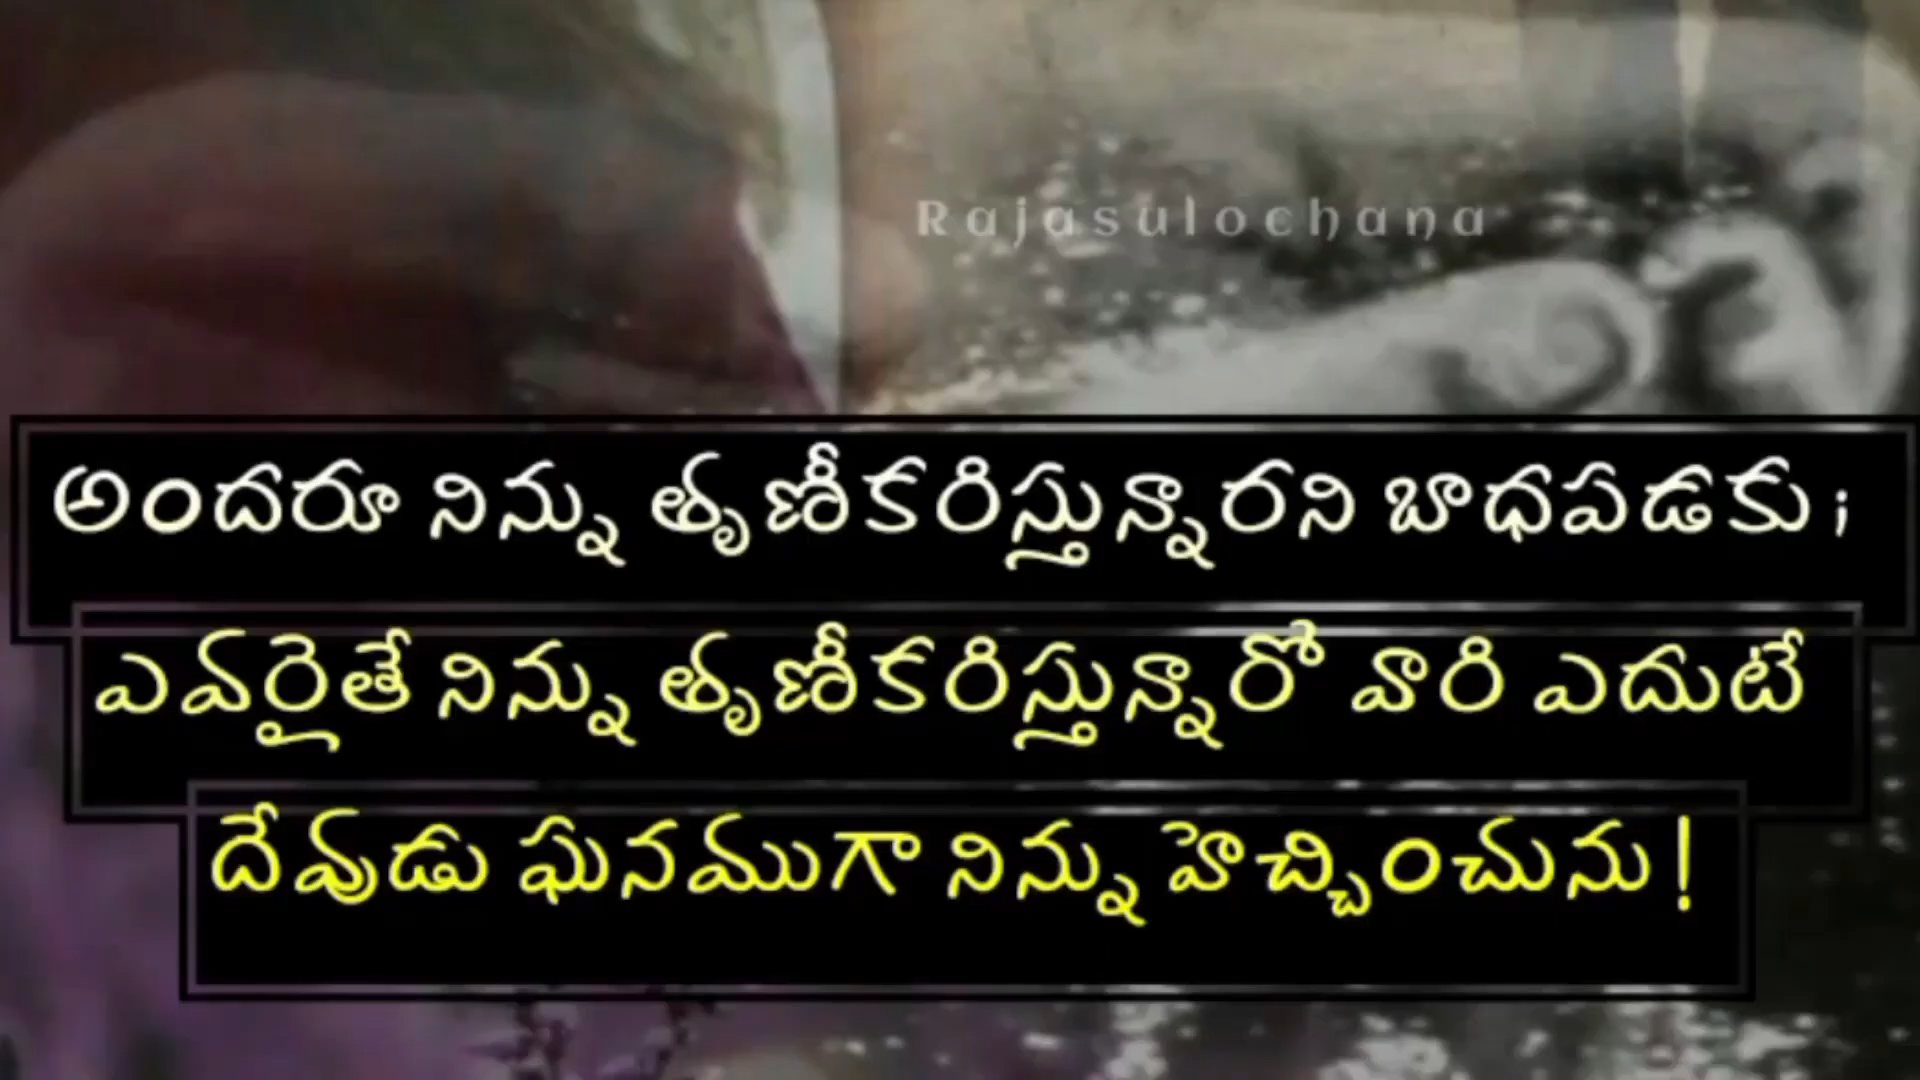 Rajasulochana
అందరూ నిన్ను తృణీకరిస్తున్నారని బాధపడకు ;
ఎవరైతే నిన్ను తృణీకరిస్తున్నారో వారి ఎదుటే
దేవుడు ఘనముగా నిన్ను హెచ్చించును !